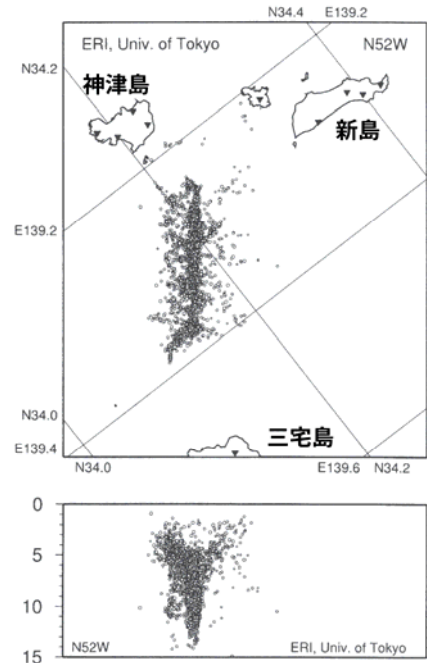 N34.4 E139.2
ERI, Univ. of Tokyo N52W
N34.2
神津島
新島
E139.2
N34.0
三宅島
E139.4
N34.0 E139.6 N34.2
0
5
10
15
N52W ERI, Univ. of Tokyo